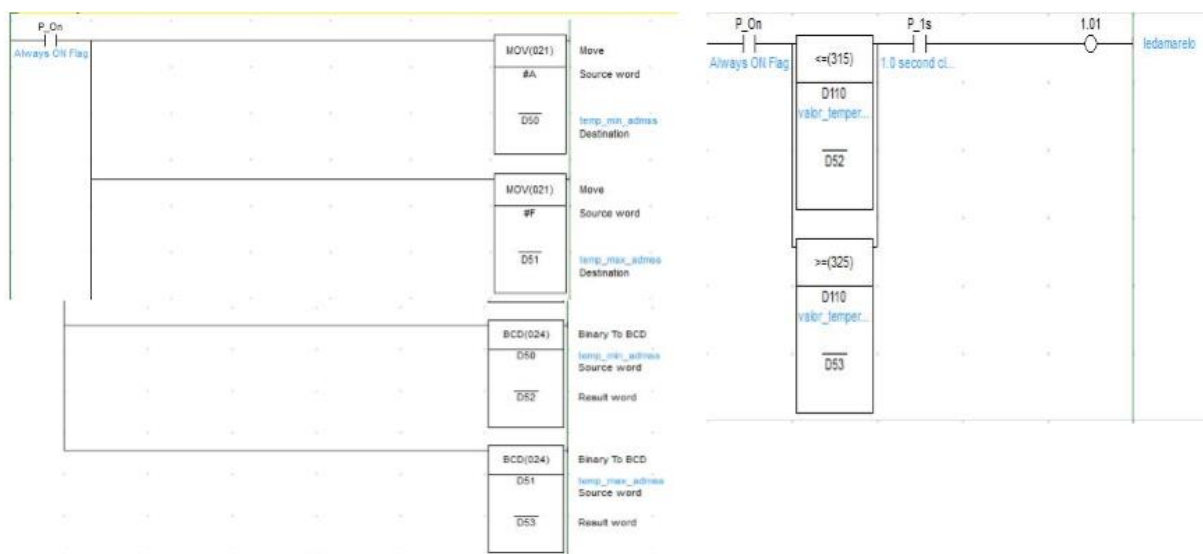 P_On
Always ON Flag
MOV(021)
Move
#A
Source word
D50
temp_min_admss
Destination
MOV(021)
Move
#F
Source word
D51
temp_max_admss
Destination
BCD(024)
Binary To BCD
D50
temp_min_admss
Source word
D52
Result word
BCD(024)
Binary To BCD
D51
temp_max_admss
Source word
D53
Result word
P_On
Always ON Flag
<=(315)
D110
valor_temper...
D52
P_1s
1.0 second cl...
1.01
ledamarelo
>=(325)
D110
valor_temper...
D53